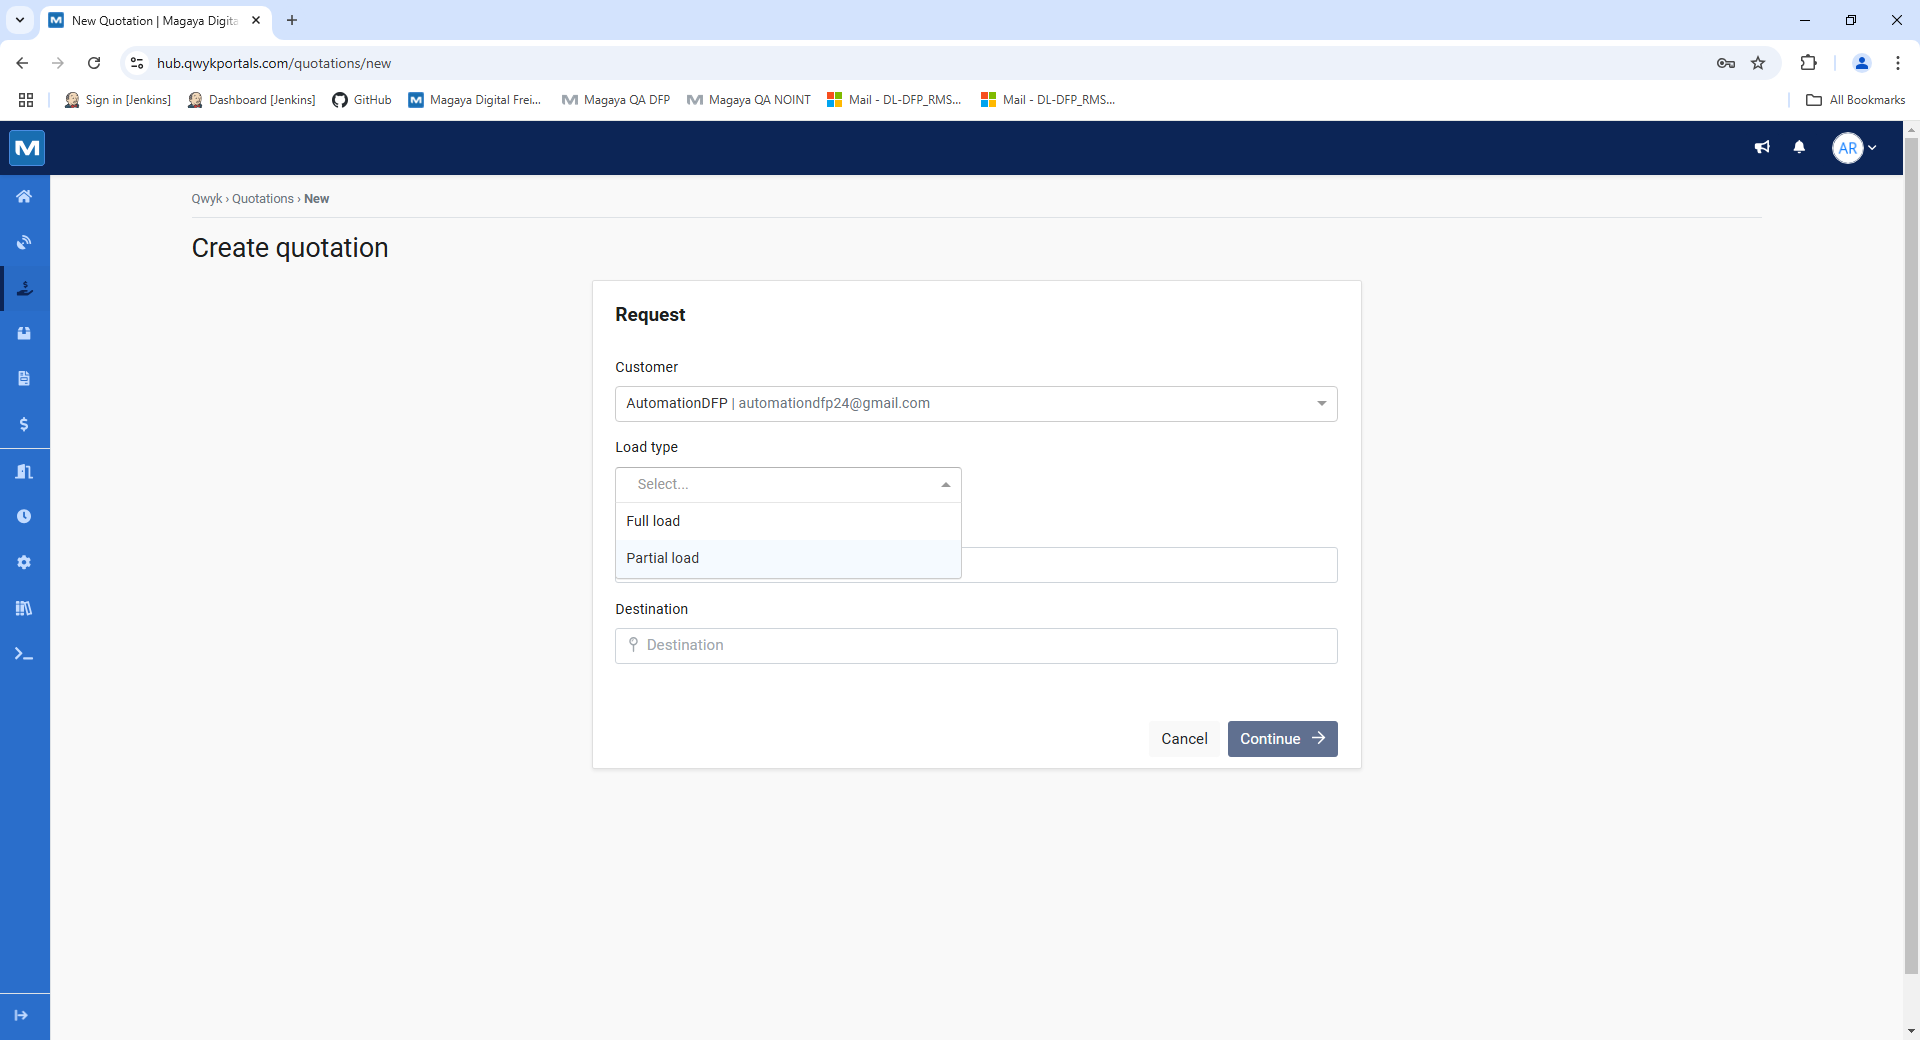 New Quotation | Magaya Digita
hub.qwykportals.com/quotations/new
Sign in [Jenkins]
Dashboard [Jenkins]
GitHub
Magaya Digital Frei...
Magaya QA DFP
Magaya QA NOINT
Mail - DL-DFP_RMS...
Mail - DL-DFP_RMS...
All Bookmarks
AR
Qwyk › Quotations › New
Create quotation
Request
Customer
AutomationDFP | automationdfp24@gmail.com
Load type
Select...
Full load
Partial load
Destination
Destination
Cancel
Continue